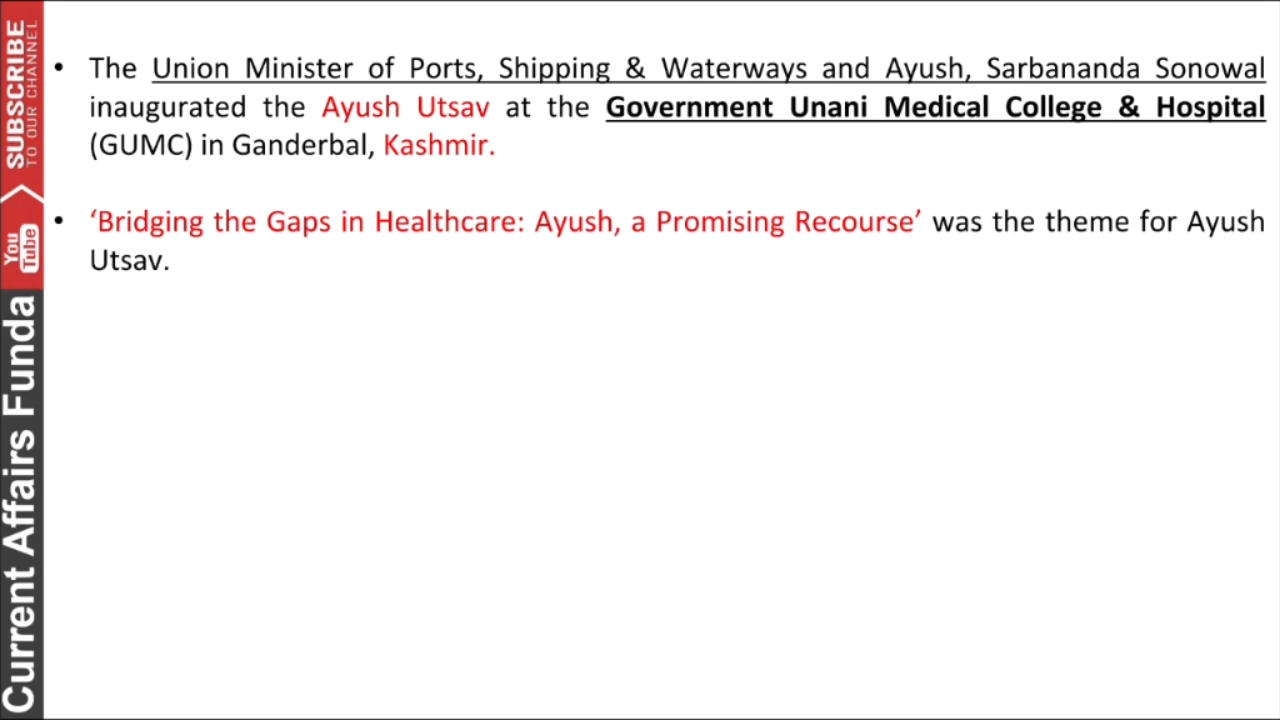 • The Union Minister of Ports, Shipping & Waterways and Ayush, Sarbananda Sonowal
inaugurated the Ayush Utsav at the Government Unani Medical College & Hospital
(GUMC) in Ganderbal, Kashmir.
• ‘Bridging the Gaps in Healthcare: Ayush, a Promising Recourse’ was the theme for Ayush
Utsav.
SUBSCRIBE
TO OUR CHANNEL
You
Tube
Current Affairs Funda